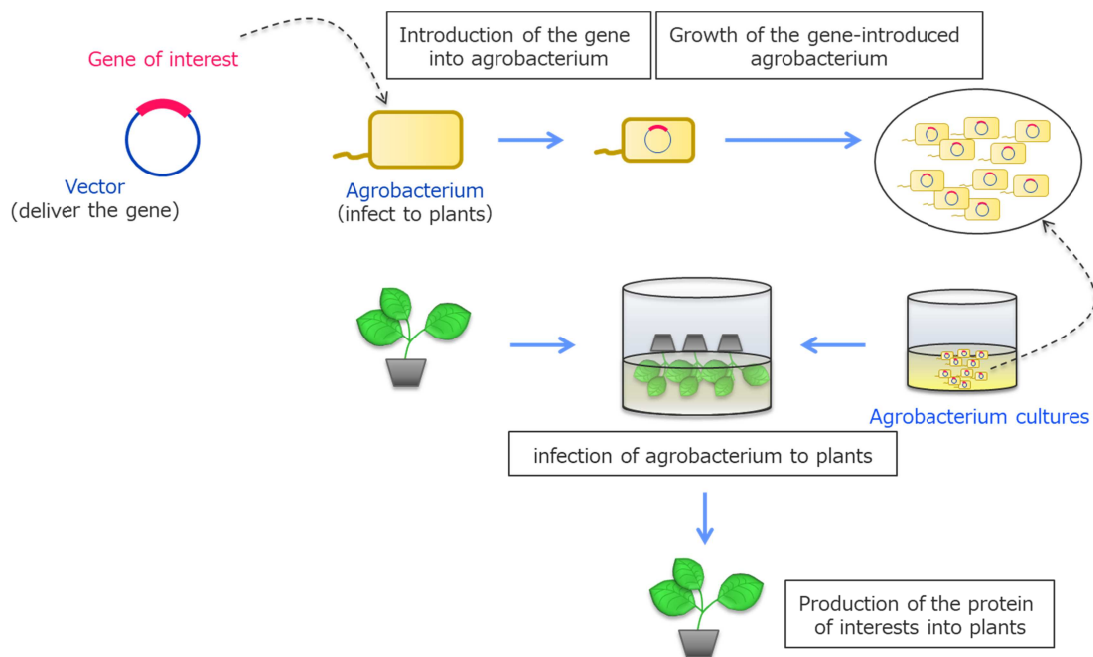 Introduction of the gene
into agrobacterium
Growth of the gene-introduced
agrobacterium
Gene of interest
Vector
(deliver the gene)
Agrobacterium
(infect to plants)
Agrobacterium cultures
infection of agrobacterium to plants
Production of the protein
of interests into plants